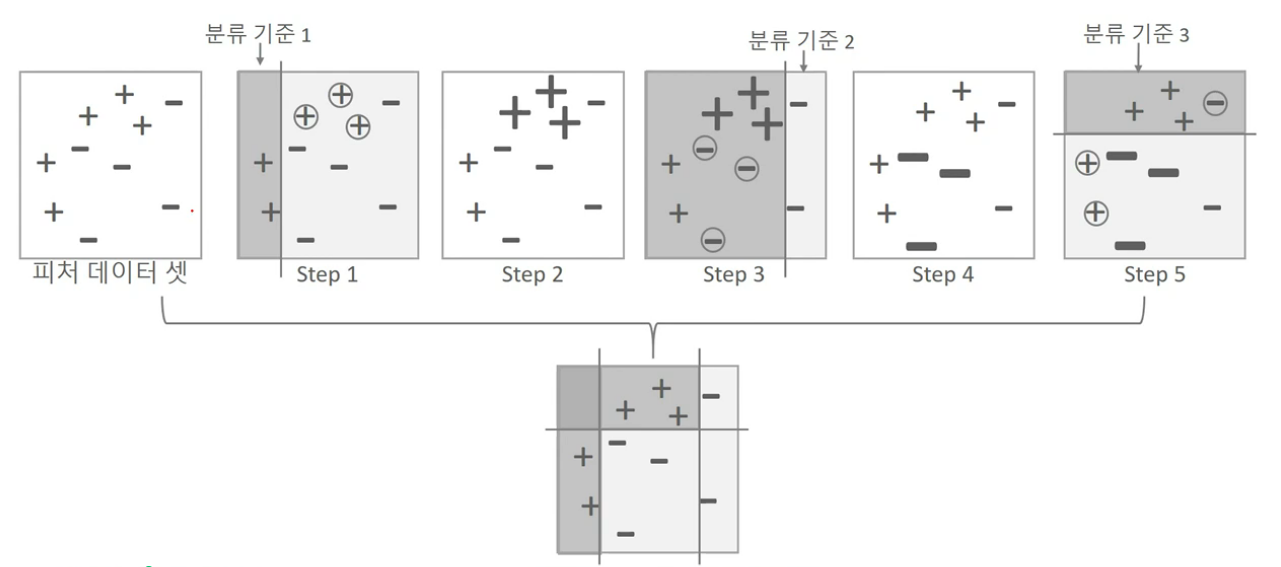 분류 기준 1
분류 기준 2
분류 기준 3
피처 데이터 셋
Step 1
Step 2
Step 3
Step 4
Step 5